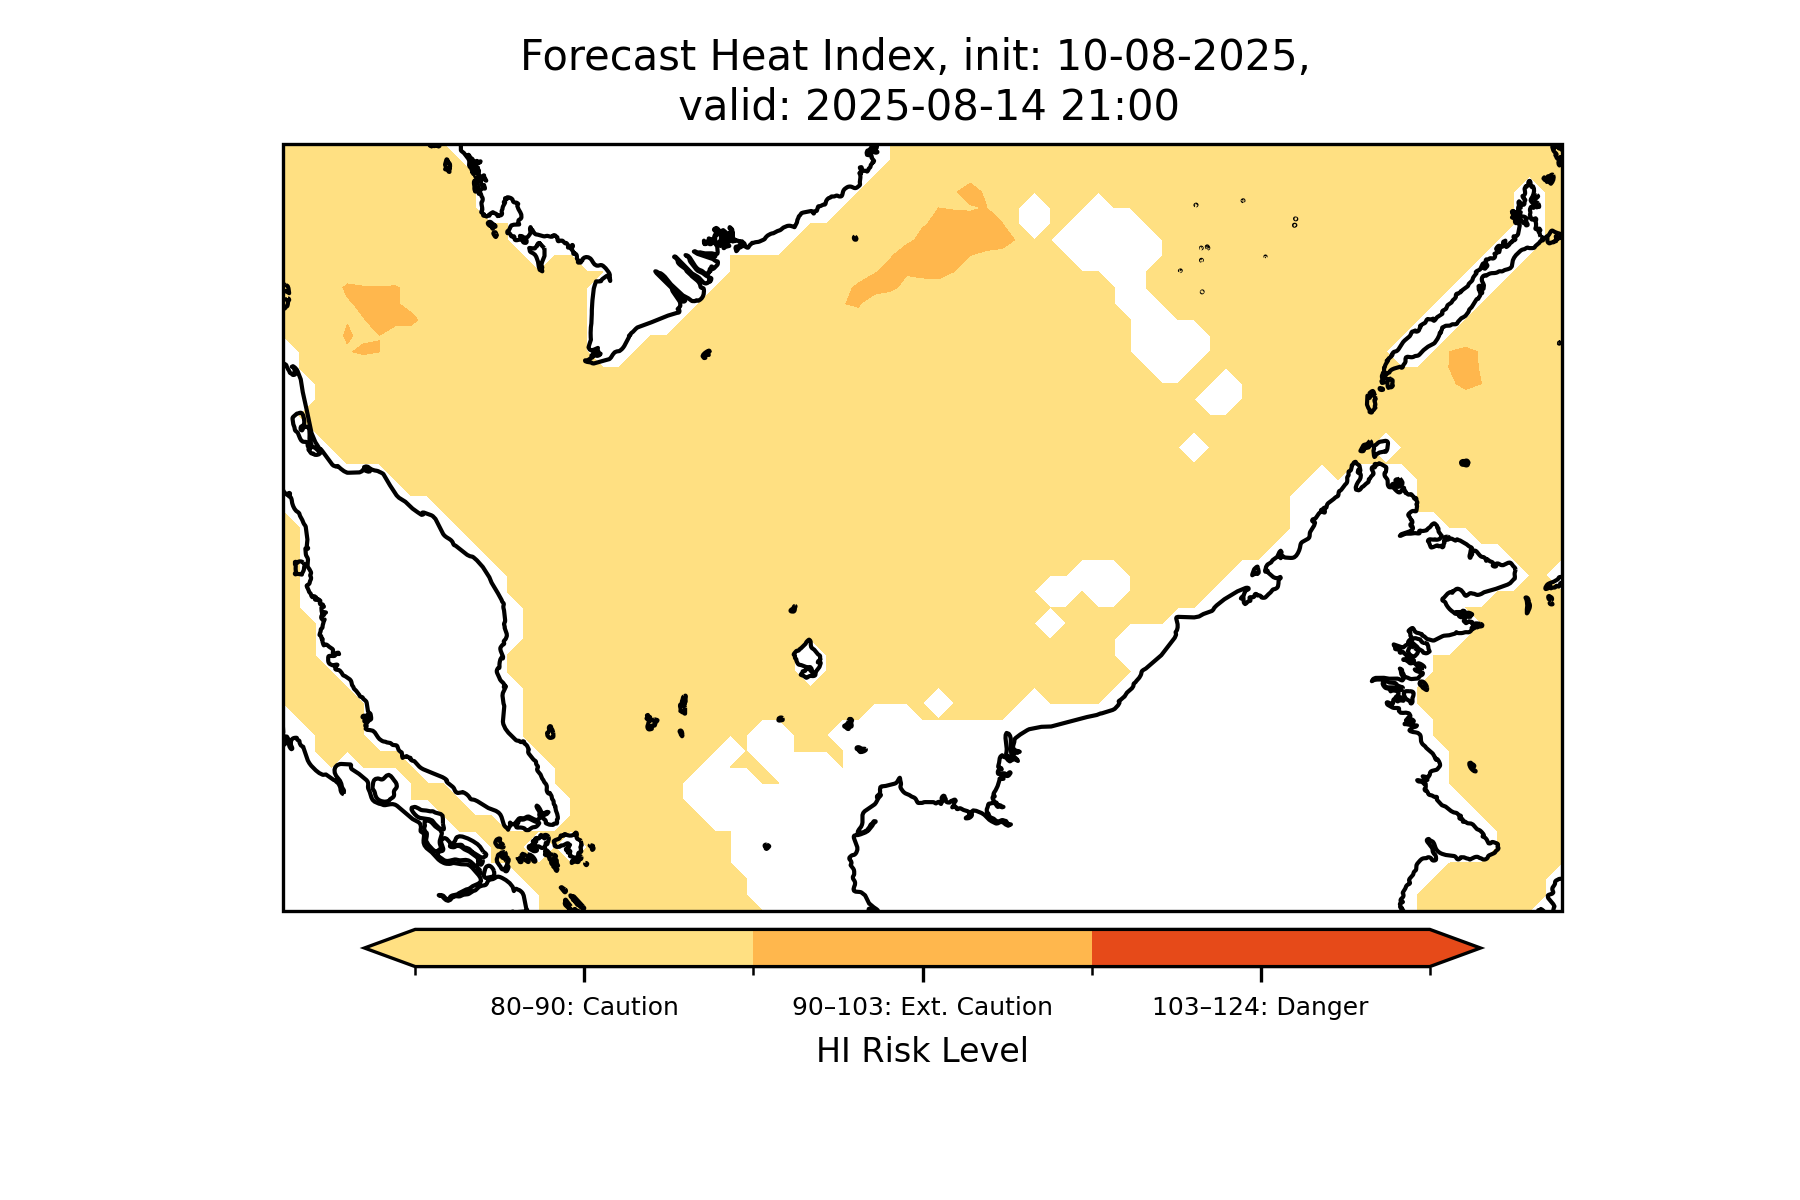 Forecast Heat Index, init: 10-08-2025,
valid: 2025-08-14 21:00
80–90: Caution
90–103: Ext. Caution
103–124: Danger
HI Risk Level